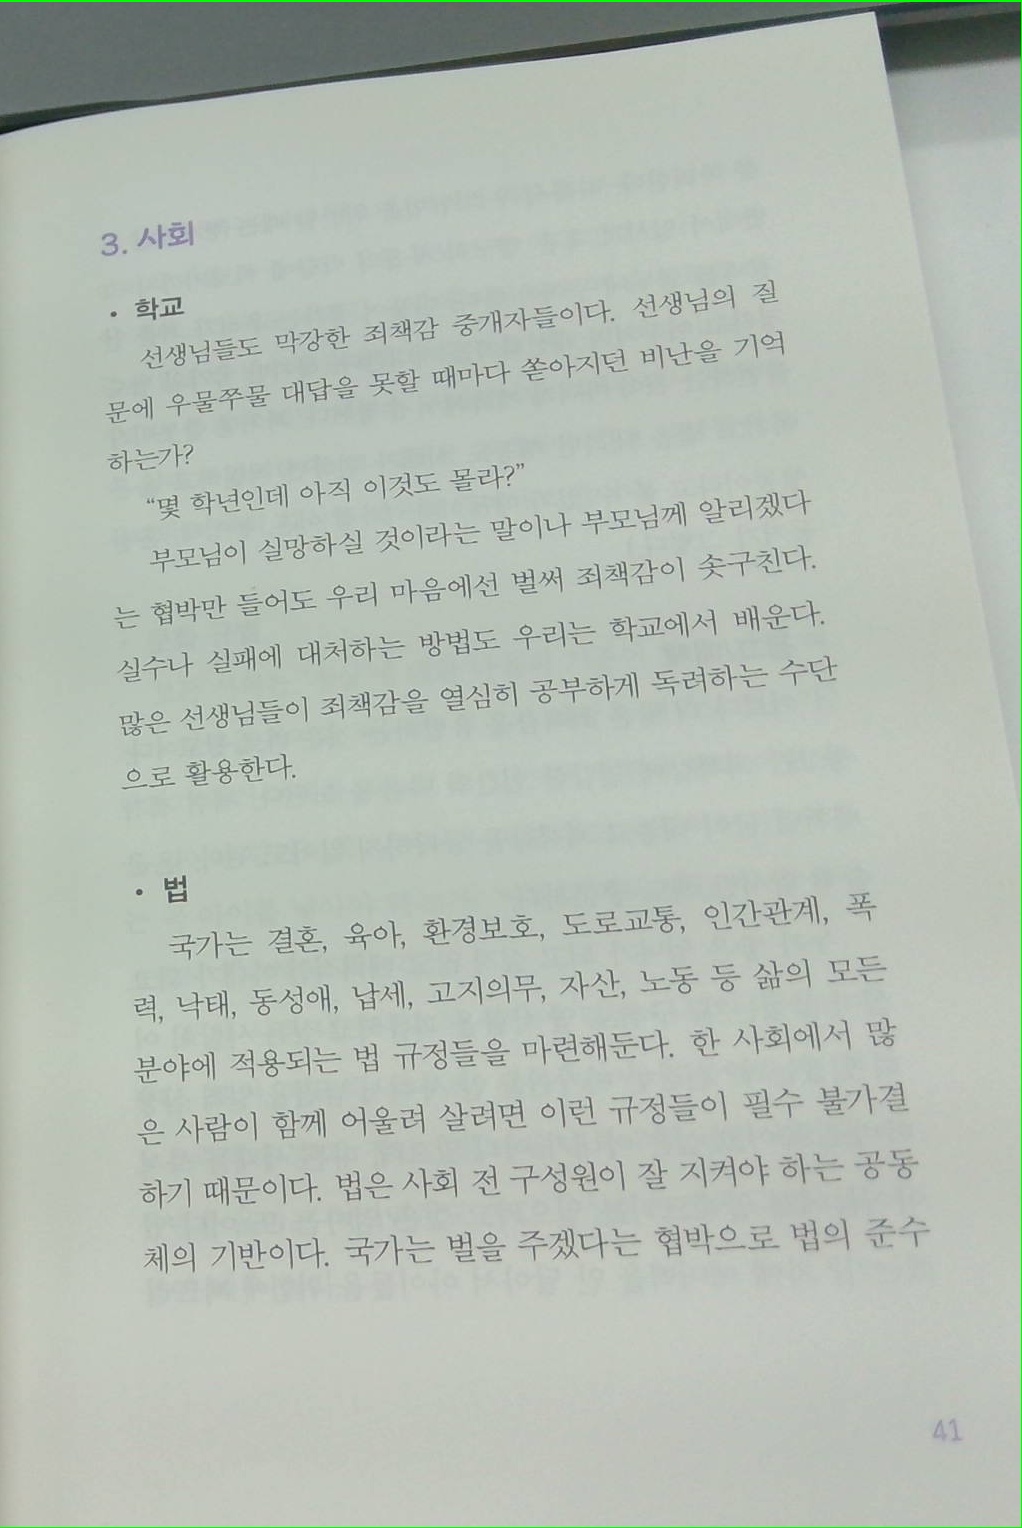 3. 사회
• 학교
선생님들도 막강한 죄책감 중개자들이다. 선생님의 질
문에 우물쭈물 대답을 못할 때마다 쏟아지던 비난을 기억
하는가?
“몇 학년인데 아직 이것도 몰라?”
부모님이 실망하실 것이라는 말이나 부모님께 알리겠다
는 협박만 들어도 우리 마음에선 벌써 죄책감이 솟구친다.
실수나 실패에 대처하는 방법도 우리는 학교에서 배운다.
많은 선생님들이 죄책감을 열심히 공부하게 독려하는 수단
으로 활용한다.
• 법
국가는 결혼, 육아, 환경보호, 도로교통, 인간관계, 폭
력, 낙태, 동성애, 납세, 고지의무, 자산, 노동 등 삶의 모든
분야에 적용되는 법 규정들을 마련해둔다. 한 사회에서 많
은 사람이 함께 어울려 살려면 이런 규정들이 필수 불가결
하기 때문이다. 법은 사회 전 구성원이 잘 지켜야 하는 공동
체의 기반이다. 국가는 벌을 주겠다는 협박으로 법의 준수
41